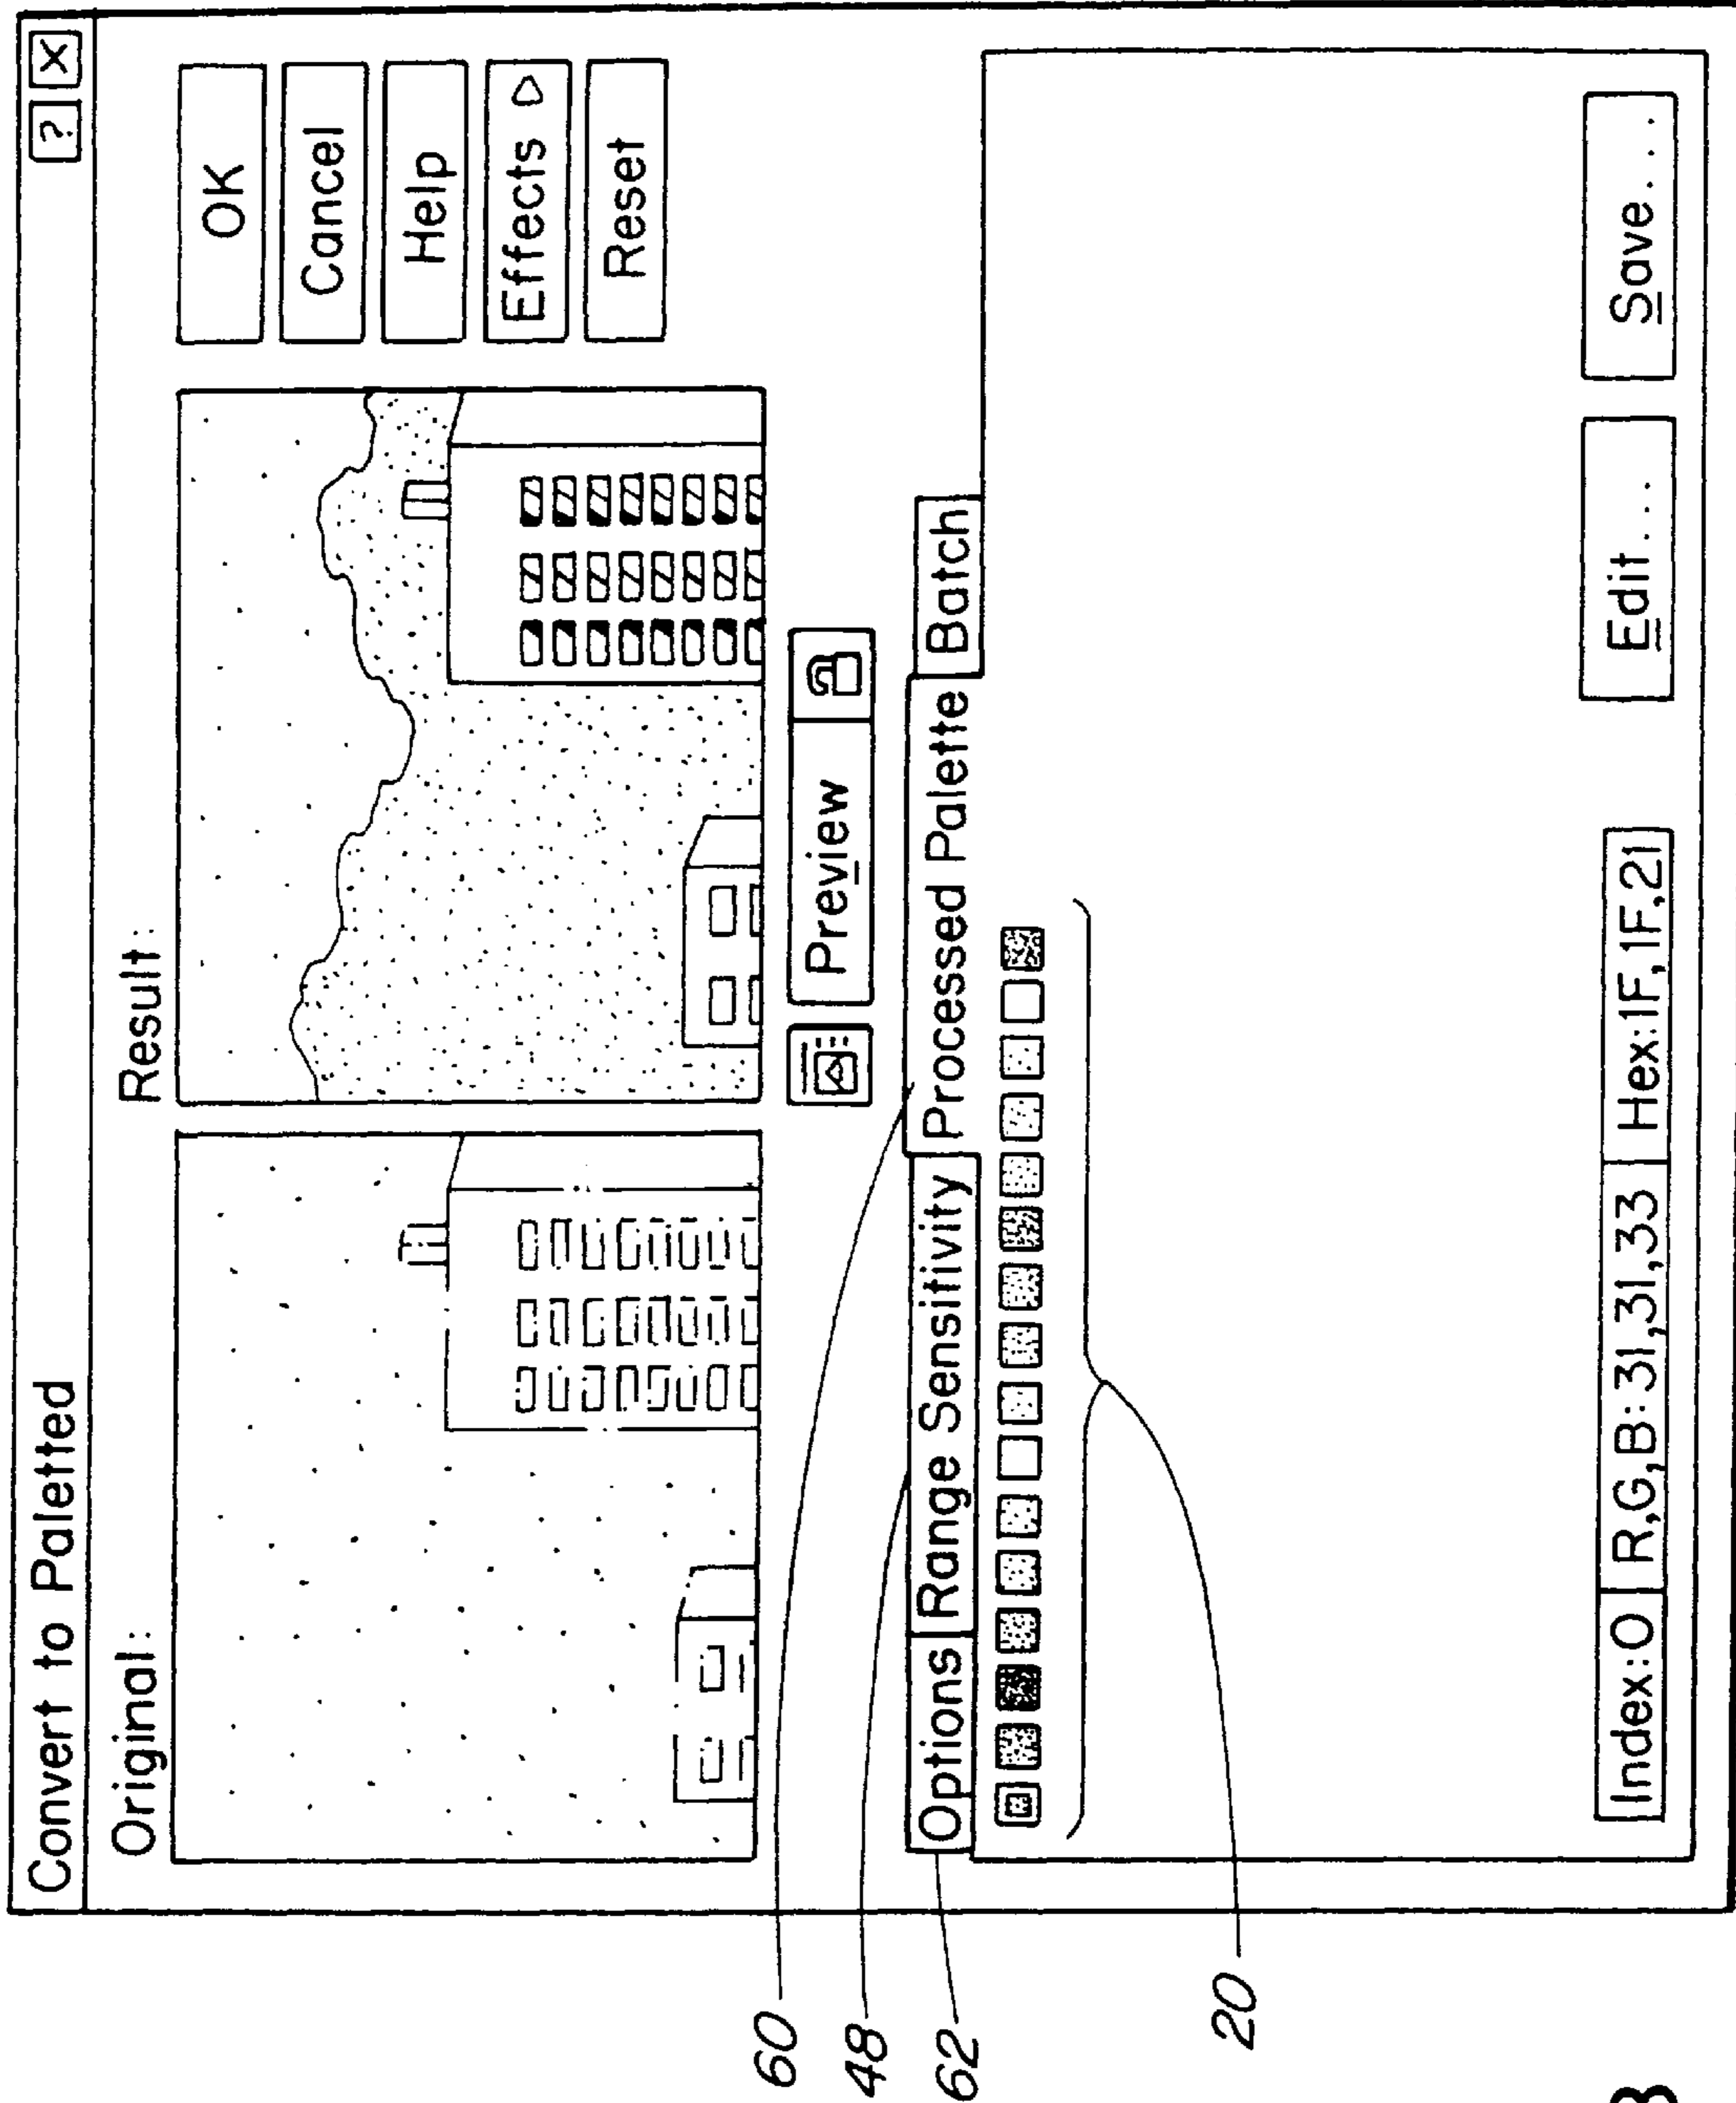 Convert to Paletted
? X
Original:
Result:
OK
Cancel
Help
Effects
Reset
Preview
Options Range Sensitivity Processed Palette Batch
Index:0 R,G,B:31,31,33 Hex:1F,1F,21
Edit...
Save....
60
48
62
20